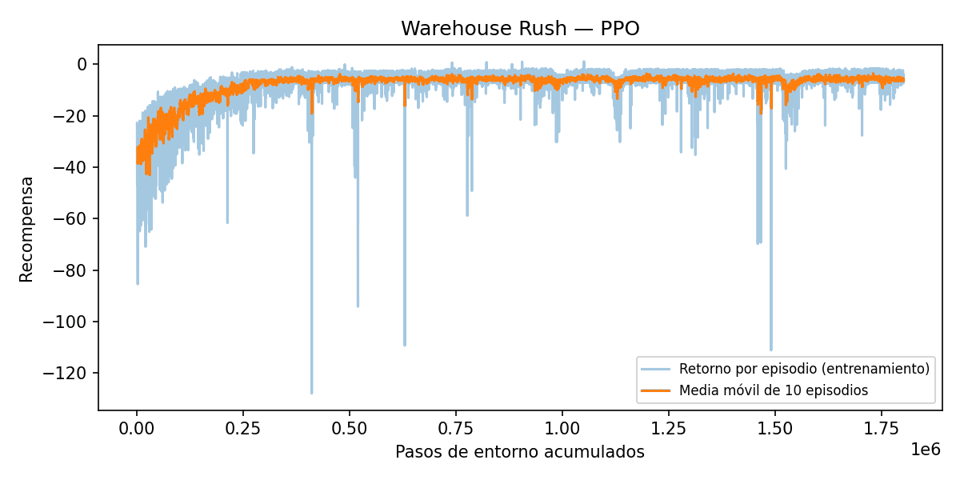 Warehouse Rush — PPO
Recompensa
0
−20
−40
−60
−80
−100
−120
Retorno por episodio (entrenamiento)
Media móvil de 10 episodios
0.00 0.25 0.50 0.75 1.00 1.25 1.50 1.75
1e6
Pasos de entorno acumulados